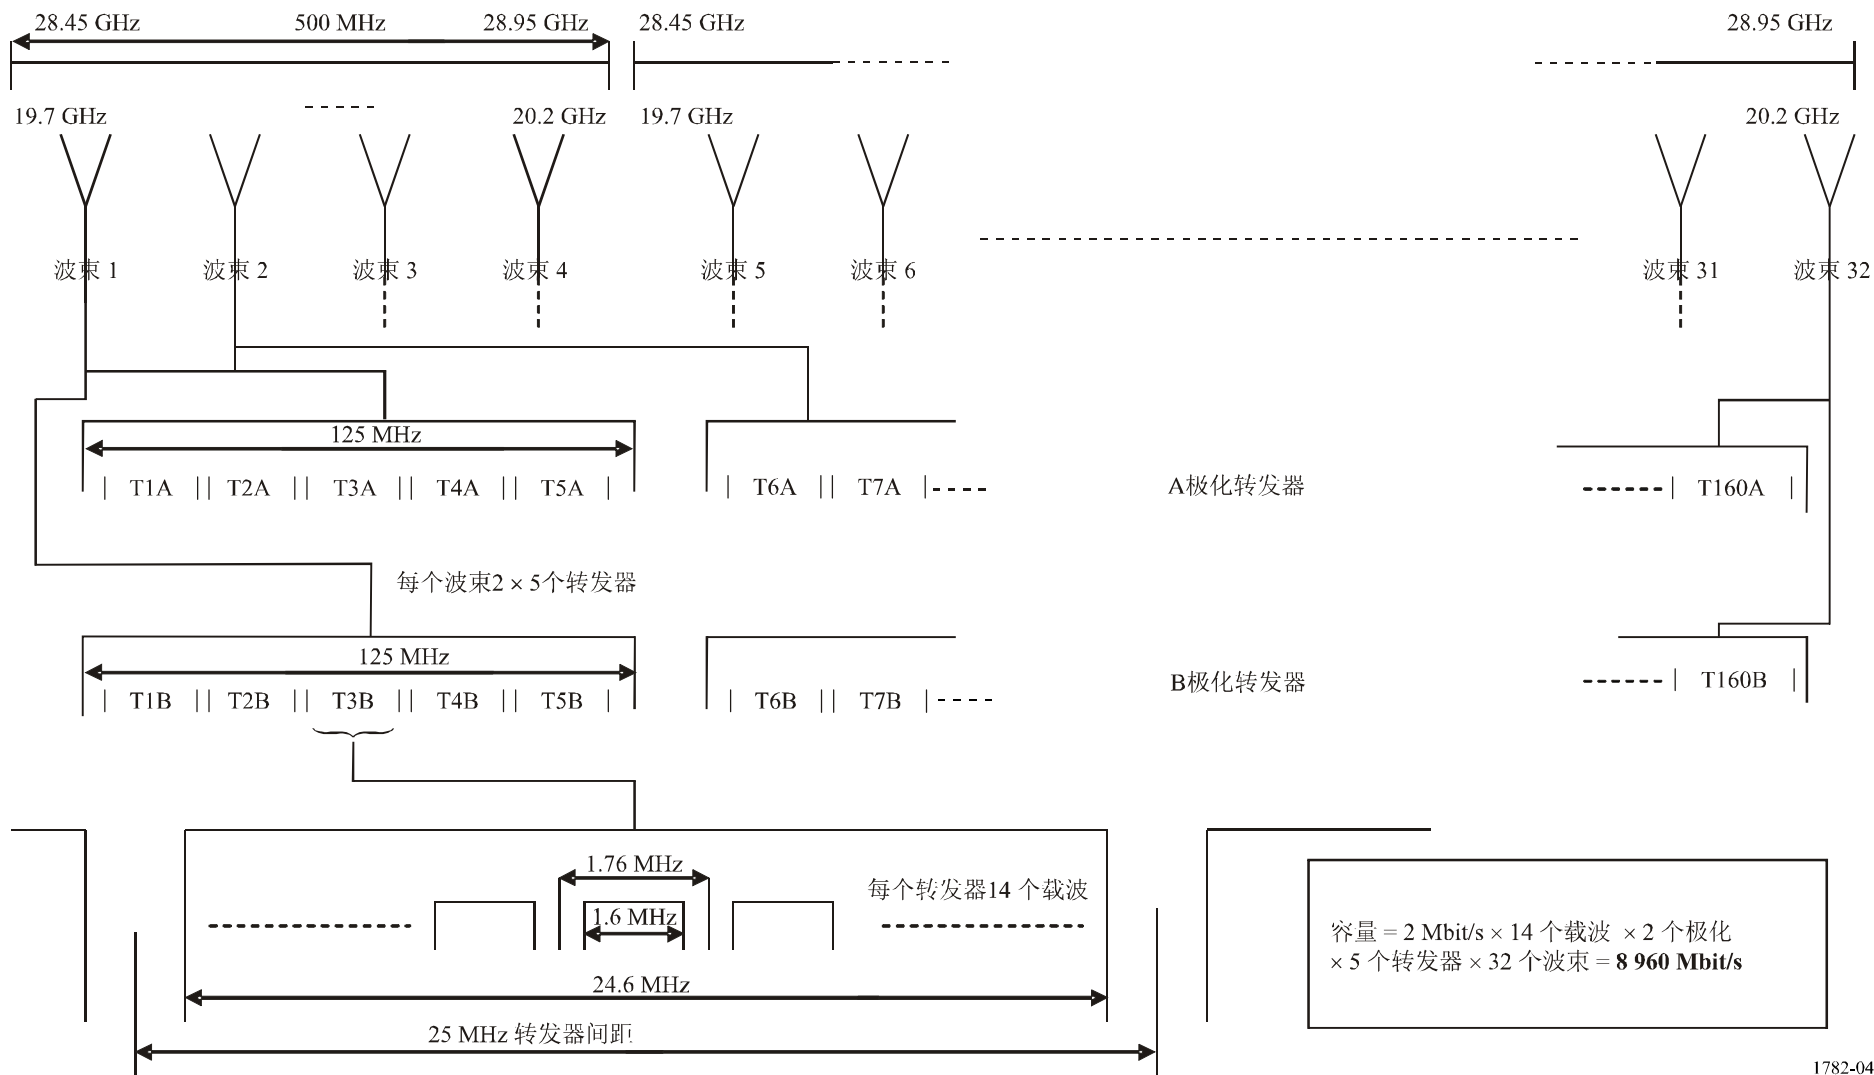 28.45 GHz 500 MHz 28.95 GHz 28.45 GHz 28.95 GHz
19.7 GHz 20.2 GHz 19.7 GHz 20.2 GHz
波束 1 波束 2 波束 3 波束 4 波束 5 波束 6 波束 31 波束 32
125 MHz
T1A T2A T3A T4A T5A T6A T7A A极化转发器 T160A
每个波束2 × 5个转发器
125 MHz
T1B T2B T3B T4B T5B T6B T7B B极化转发器 T160B
1.76 MHz
每个转发器14 个载波
1.6 MHz
容量 = 2 Mbit/s × 14 个载波 × 2 个极化
× 5 个转发器 × 32 个波束 = 8 960 Mbit/s
24.6 MHz
25 MHz 转发器间距
1782-04